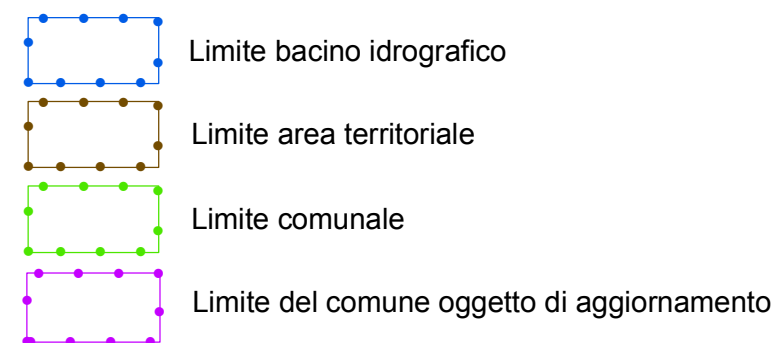 Limite bacino idrografico
Limite area territoriale
Limite comunale
Limite del comune oggetto di aggiornamento